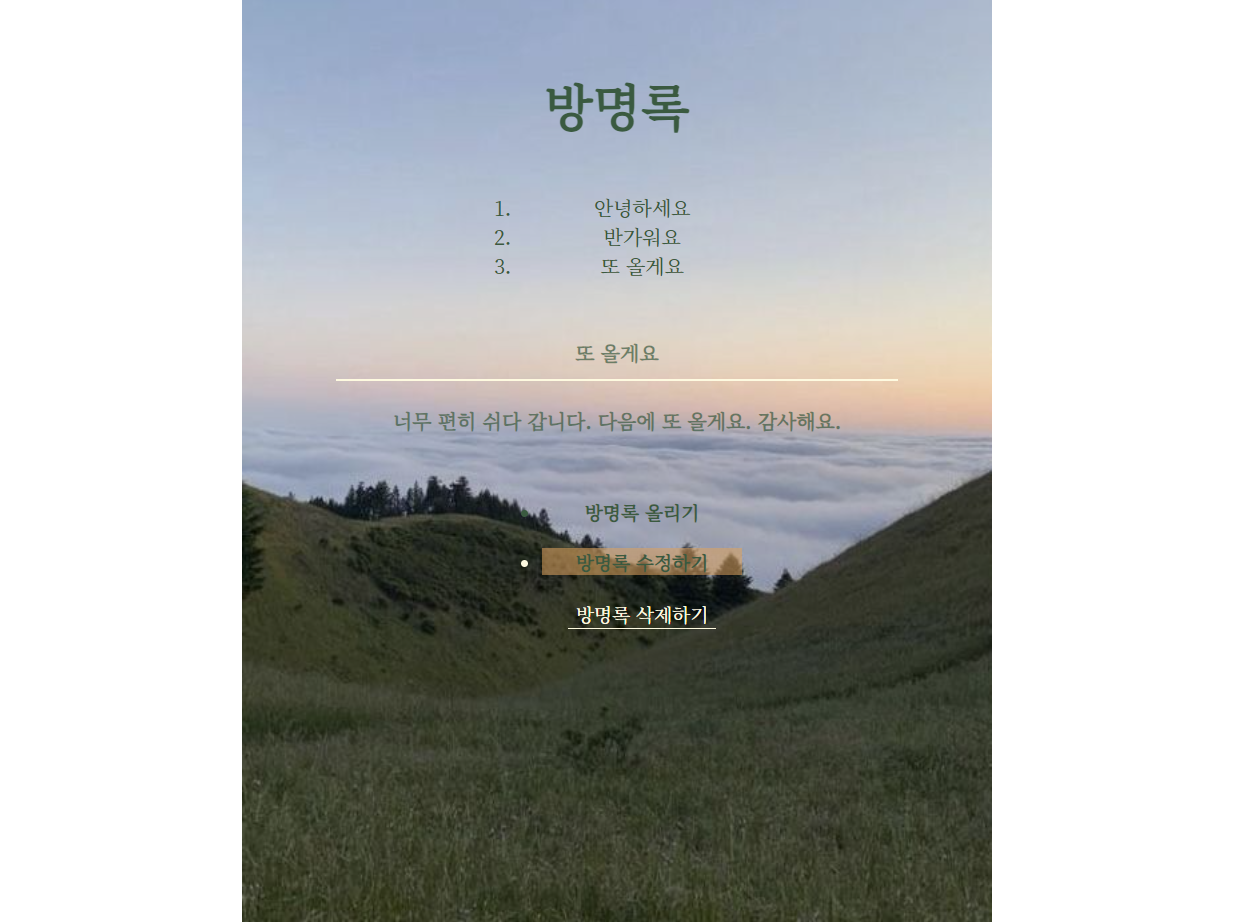 방명록
1. 안녕하세요
2. 반가워요
3. 또 올게요
또 올게요
너무 편히 쉬다 갑니다. 다음에 또 올게요. 감사해요.
방명록 올리기
방명록 수정하기
방명록 삭제하기